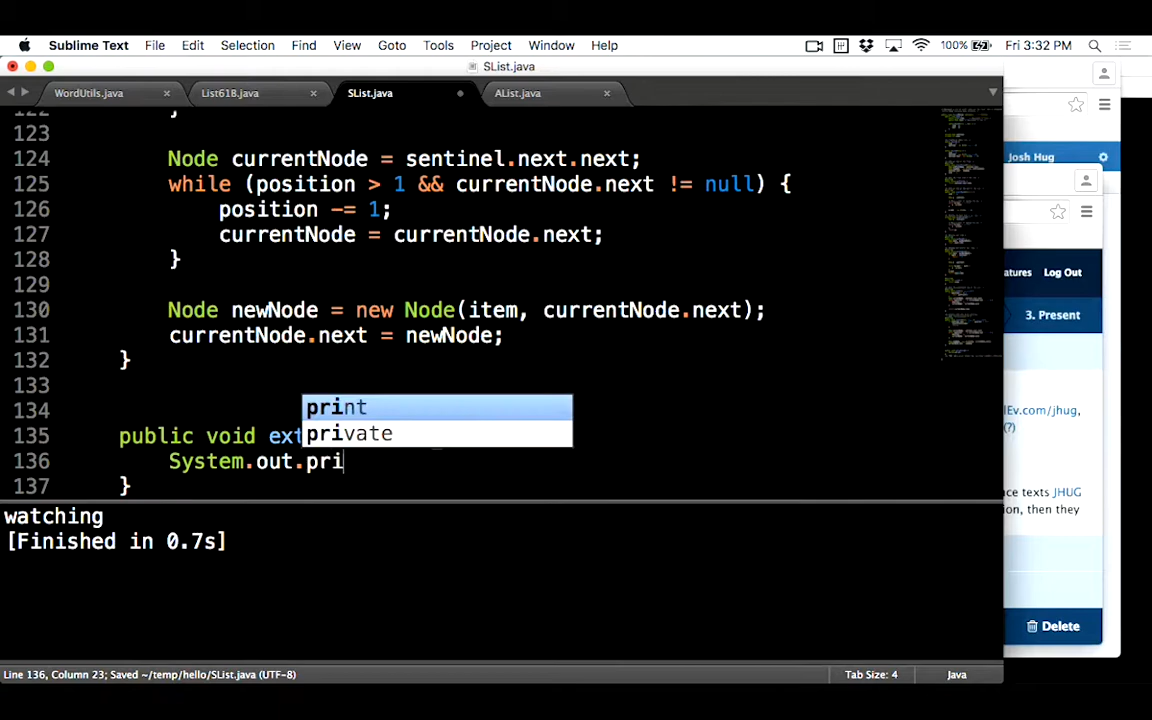 Sublime Text File Edit Selection Find View Goto Tools Project Window Help 100% Fri 3:32 PM
SList.java
WordUtils.java × List61B.java × SList.java AList.java ×
122 }
123
124 Node currentNode = sentinel.next.next;
125 while (position > 1 && currentNode.next != null) {
126 position -= 1;
127 currentNode = currentNode.next;
128 }
129
130 Node newNode = new Node(item, currentNode.next);
131 currentNode.next = newNode;
132 }
133
134
print
135 public void ext
private
136 System.out.pri
137 }
watching
[Finished in 0.7s]
Line 136, Column 23; Saved ~/temp/hello/SList.java (UTF-8) Tab Size: 4 Java
Josh Hug
atures Log Out
3. Present
Ev.com/jhug,
(?)
ce texts JHUG
ion, then they
Delete